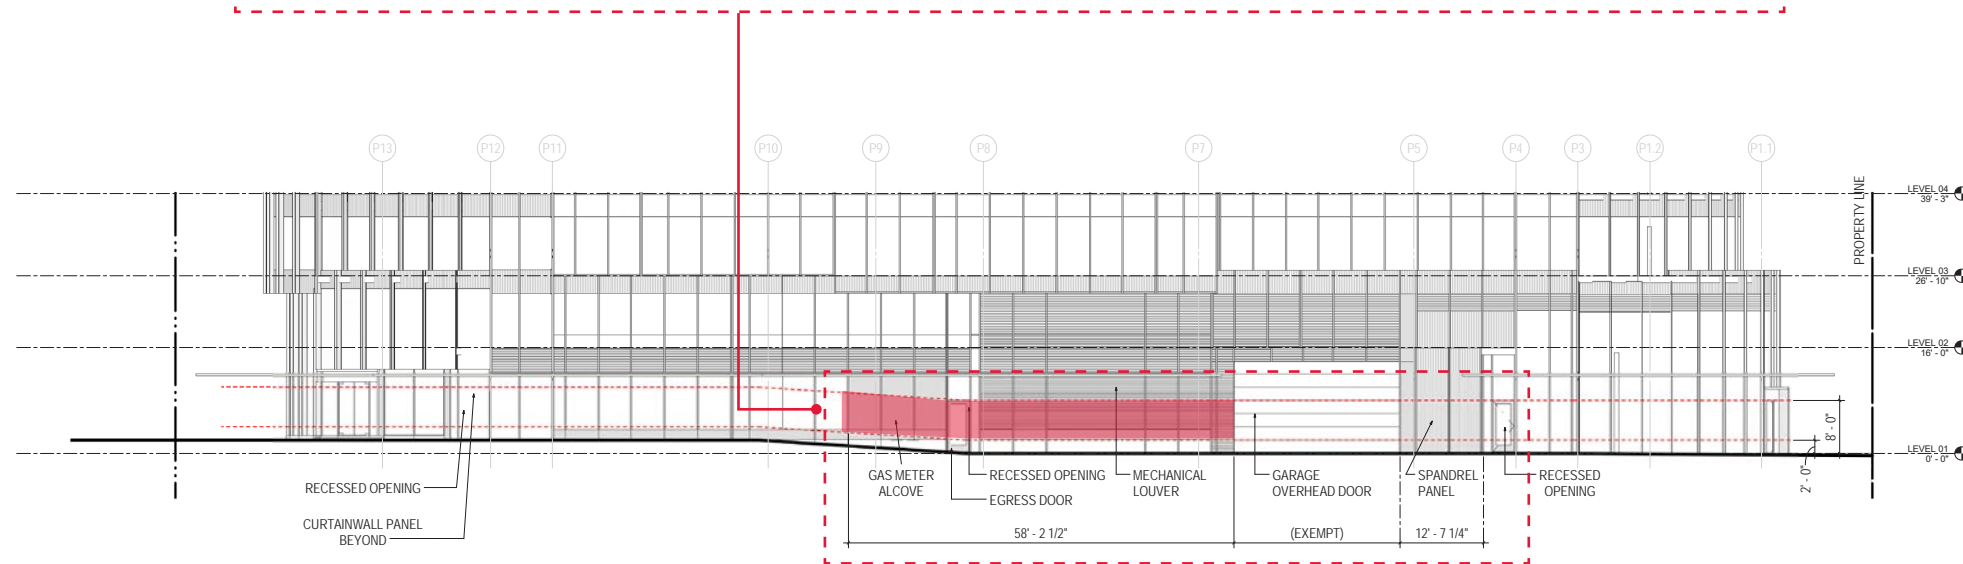 P13
P12
P11
P10
P9
P8
P7
P5
P4
P3
P1.2
P1.1
PROPERTY LINE
LEVEL 04
39' - 3"
LEVEL 03
26' - 10"
LEVEL 02
16' - 0"
LEVEL 01
0' - 0"
8' - 0"
2' - 0"
RECESSED OPENING
CURTAINWALL PANEL
BEYOND
GAS METER
ALCOVE
RECESSED OPENING
EGRESS DOOR
MECHANICAL
LOUVER
GARAGE
OVERHEAD DOOR
SPANDREL
PANEL
RECESSED
OPENING
58' - 2 1/2"
(EXEMPT)
12' - 7 1/4"